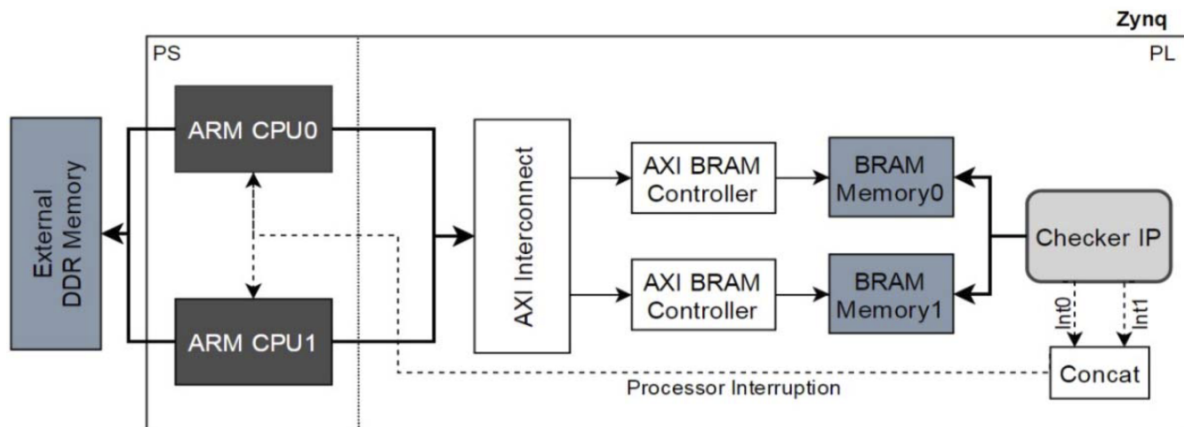 Zynq
PS
PL
ARM CPU0
External
DDR Memory
AXI Interconnect
AXI BRAM
Controller
BRAM
Memory0
Checker IP
ARM CPU1
AXI BRAM
Controller
BRAM
Memory1
Int0
Int1
Processor Interruption
Concat